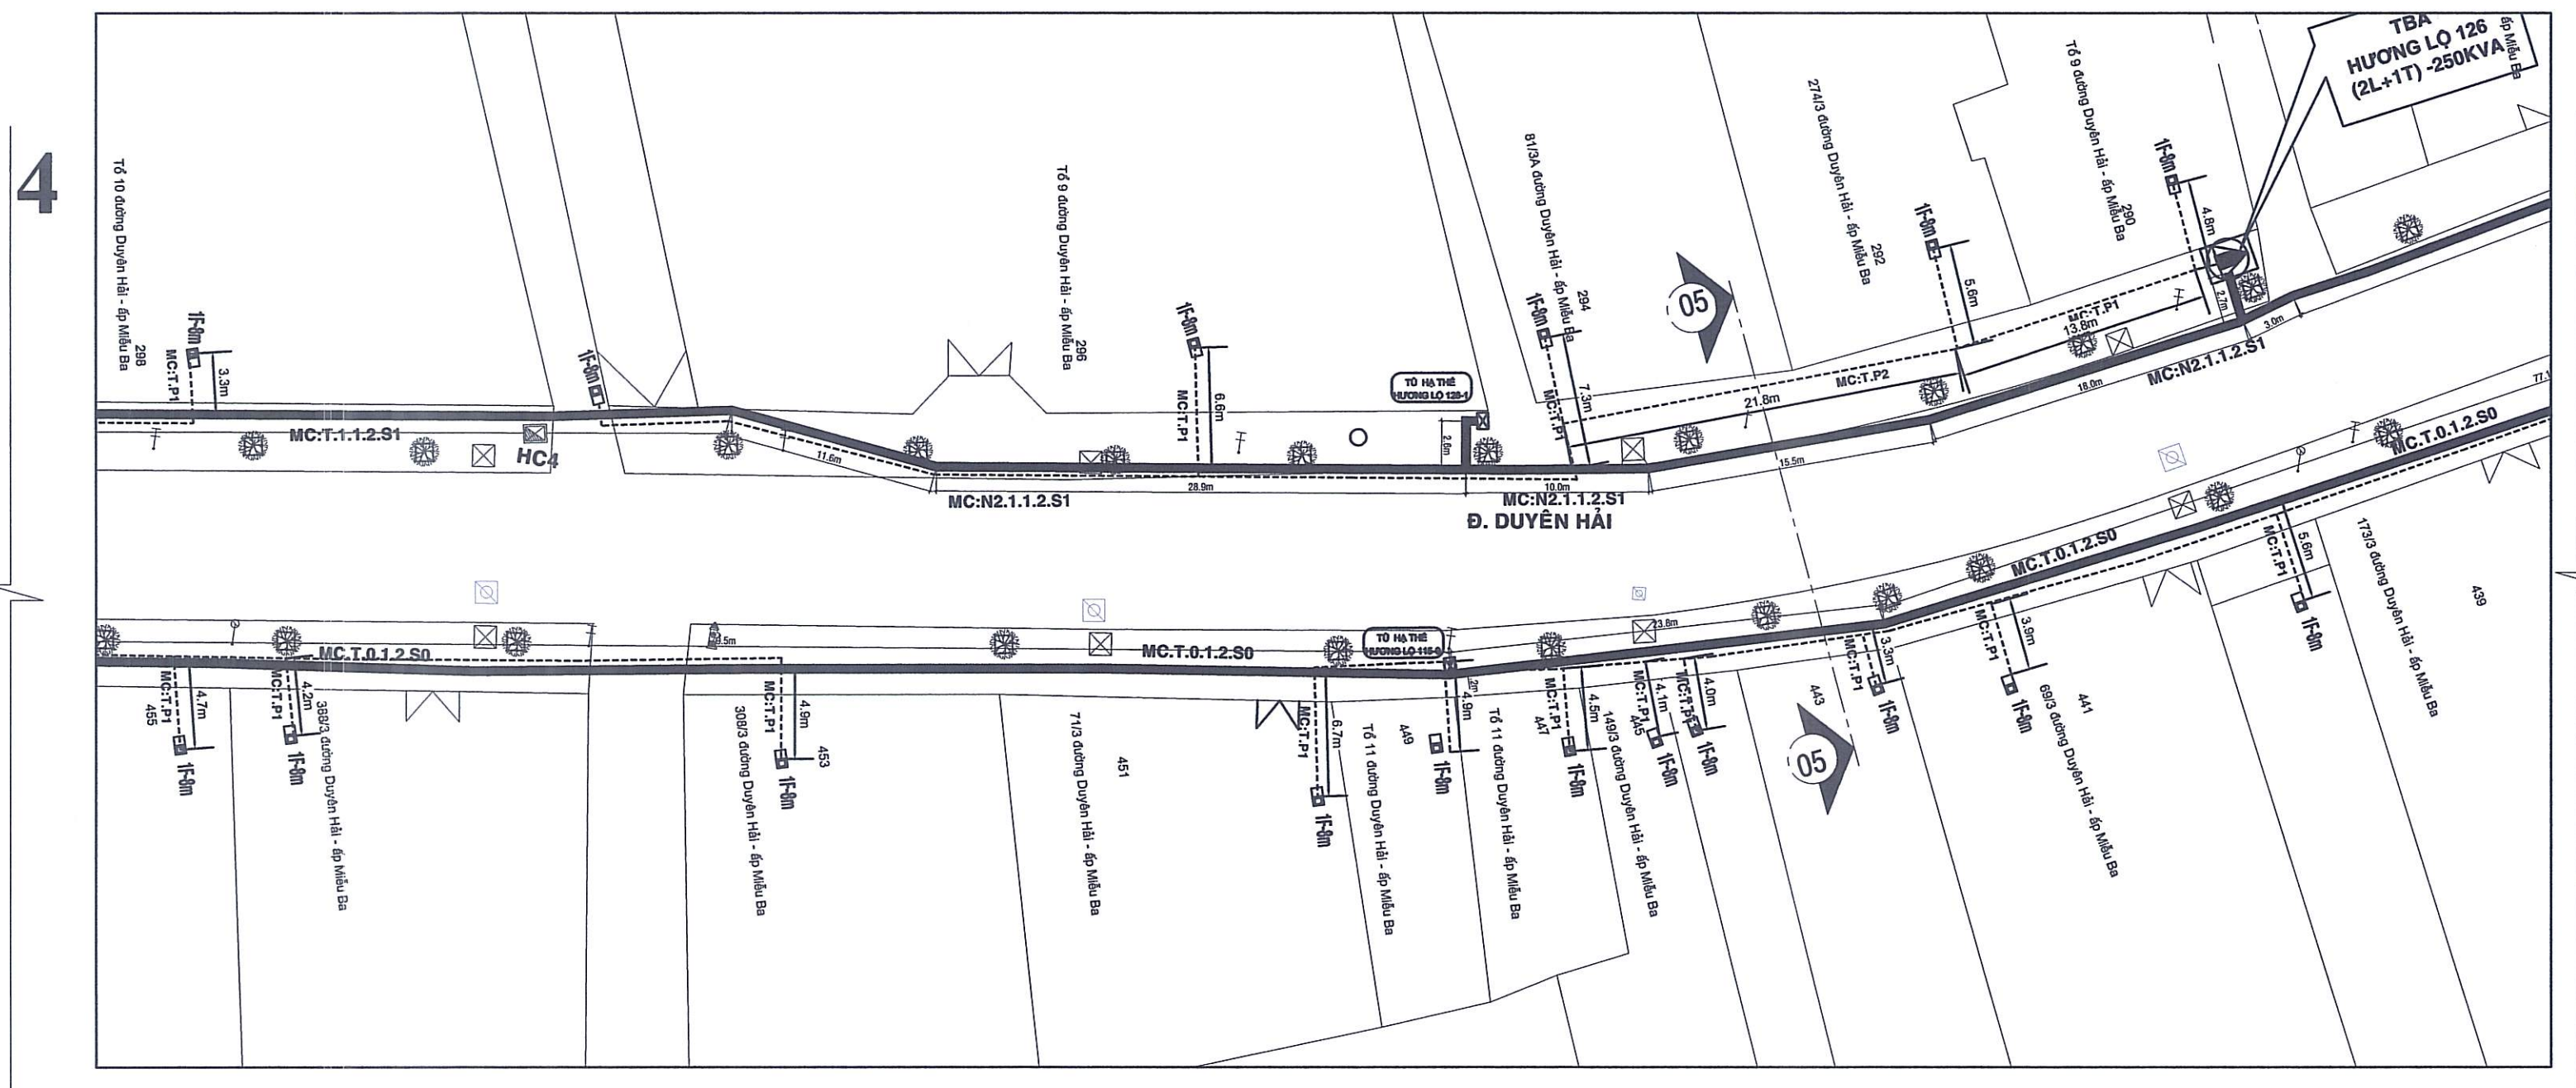 4
TBA
HƯƠNG LỘ 126
(2L+1T) -250KVA
ấp Miễu Ba
Tổ 10 đường Duyên Hải - ấp Miễu Ba
298
1F-8m
MC:T.P1
3.3m
MC:T.1.1.2.S1
HC4
1F-8m
11.6m
Tổ 9 đường Duyên Hải - ấp Miễu Ba
296
1F-8m
MC:T.P1
6.6m
28.9m
MC:N2.1.1.2.S1
TỦ HẠ THẾ
HƯƠNG LỘ 126-1
2.6m
81/3A đường Duyên Hải - ấp Miễu Ba
294
1F-8m
MC:T.P1
7.3m
10.0m
MC:N2.1.1.2.S1
Đ. DUYÊN HẢI
05
274/3 đường Duyên Hải - ấp Miễu Ba
292
1F-8m
5.6m
MC:T.P2
21.8m
15.5m
Tổ 9 đường Duyên Hải - ấp Miễu Ba
290
1F-8m
4.8m
MC:T.P1
13.8m
2.7m
3.0m
18.0m
MC:N2.1.1.2.S1
77.1
MC.T.0.1.2.S0
MC.T.0.1.2.S0
MC.T.0.1.2.S0
9.5m
MC.T.0.1.2.S0
TỦ HẠ THẾ
23.8m
MC:T.P1
4.7m
455
1F-8m
MC:T.P1
4.2m
1F-8m
388/3 đường Duyên Hải - ấp Miễu Ba
308/3 đường Duyên Hải - ấp Miễu Ba
MC:T.P1
4.9m
1F-8m
453
71/3 đường Duyên Hải - ấp Miễu Ba
451
MC:T.P1
6.7m
1F-8m
Tổ 11 đường Duyên Hải - ấp Miễu Ba
449
4.9m
1F-8m
Tổ 11 đường Duyên Hải - ấp Miễu Ba
447
MC:T.P1
4.5m
1F-8m
149/3 đường Duyên Hải - ấp Miễu Ba
445
MC:T.P1
4.1m
1F-8m
MC:T.P1
4.0m
1F-8m
443
05
MC:T.P1
3.3m
1F-8m
MC:T.P1
3.9m
1F-8m
69/3 đường Duyên Hải - ấp Miễu Ba
441
MC:T.P1
5.6m
1F-8m
173/3 đường Duyên Hải - ấp Miễu Ba
439